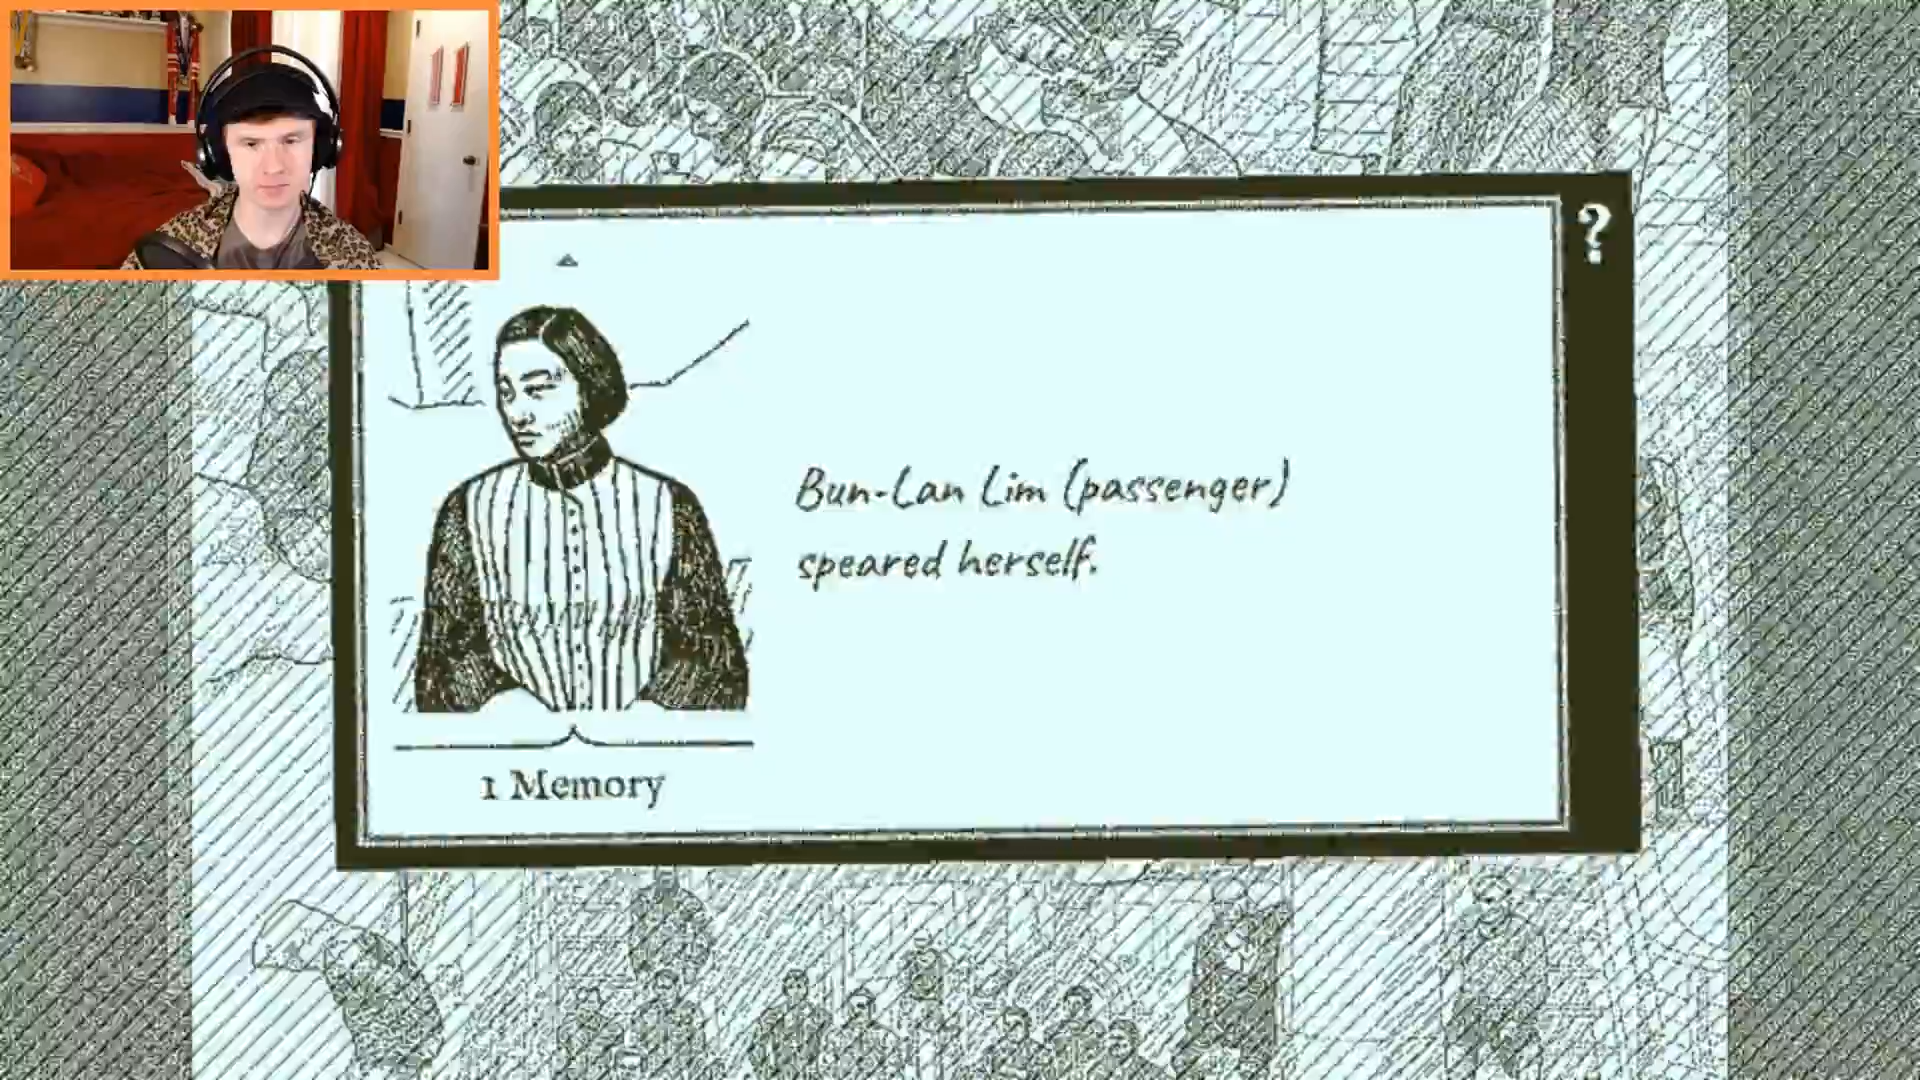 ?
Bun-Lan Lim (passenger)
speared herself.
1 Memory